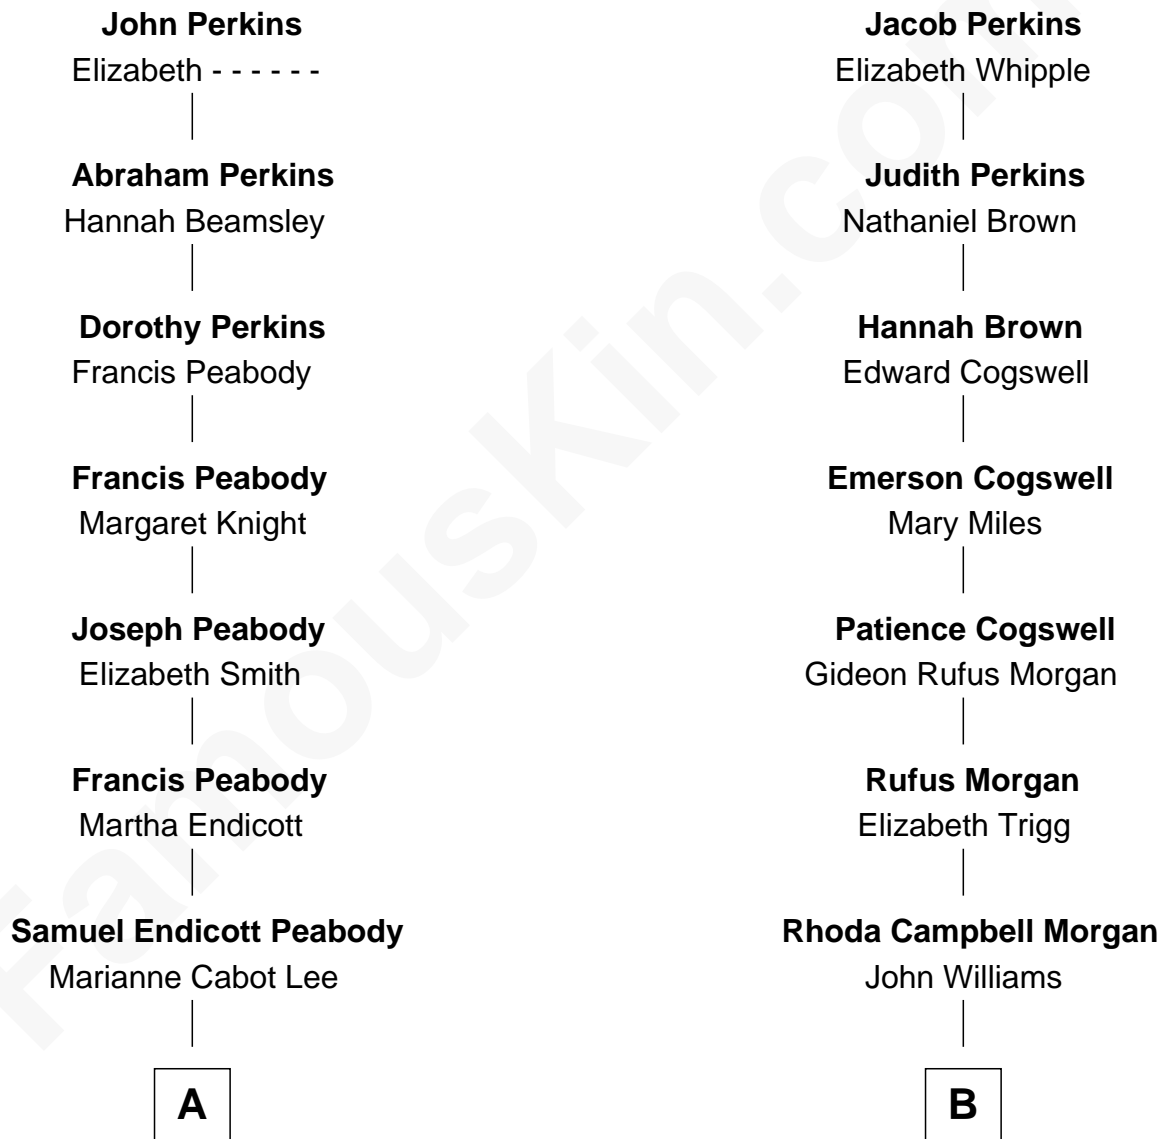 John Perkins
Elizabeth - - - - - -
Abraham Perkins
Hannah Beamsley
Dorothy Perkins
Francis Peabody
Francis Peabody
Margaret Knight
Joseph Peabody
Elizabeth Smith
Francis Peabody
Martha Endicott
Samuel Endicott Peabody
Marianne Cabot Lee
A
Jacob Perkins
Elizabeth Whipple
Judith Perkins
Nathaniel Brown
Hannah Brown
Edward Cogswell
Emerson Cogswell
Mary Miles
Patience Cogswell
Gideon Rufus Morgan
Rufus Morgan
Elizabeth Trigg
Rhoda Campbell Morgan
John Williams
B
FamousKin.com